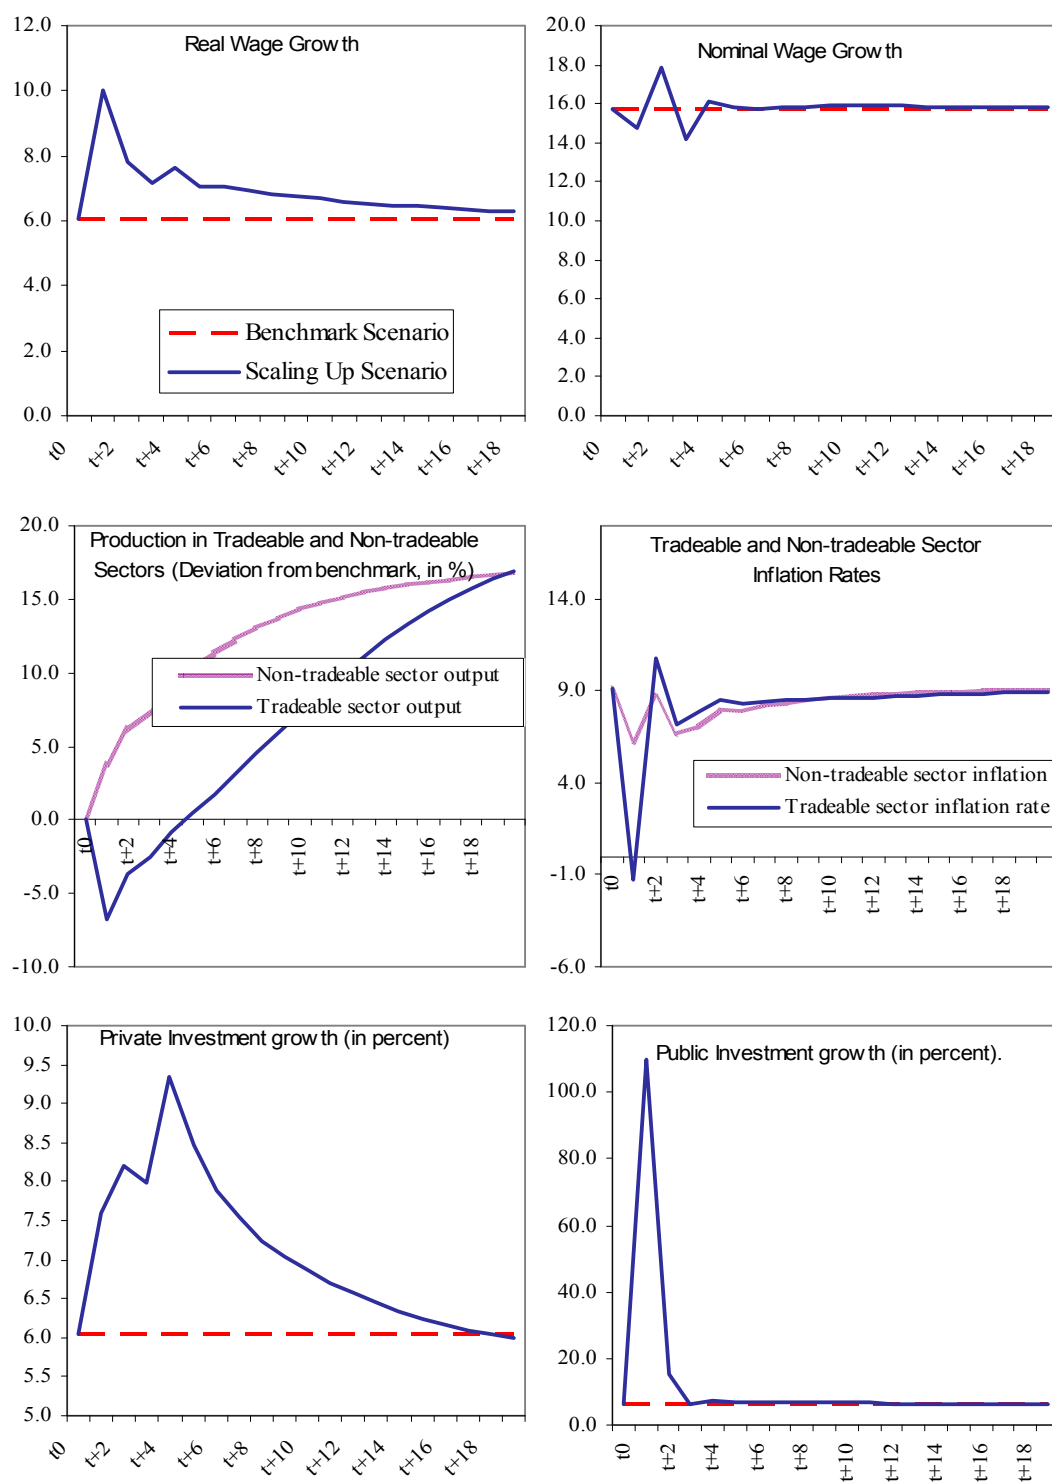 Real Wage Growth
12.0
10.0
8.0
6.0
4.0
2.0
0.0
Benchmark Scenario
Scaling Up Scenario
t0
t+2
t+4
t+6
t+8
t+10
t+12
t+14
t+16
t+18
Nominal Wage Growth
20.0
18.0
16.0
14.0
12.0
10.0
8.0
6.0
4.0
2.0
0.0
t0
t+2
t+4
t+6
t+8
t+10
t+12
t+14
t+16
t+18
Production in Tradeable and Non-tradeable
Sectors (Deviation from benchmark, in %)
20.0
15.0
10.0
5.0
0.0
-5.0
-10.0
Non-tradeable sector output
Tradeable sector output
t0
t+2
t+4
t+6
t+8
t+10
t+12
t+14
t+16
t+18
Tradeable and Non-tradeable Sector
Inflation Rates
14.0
9.0
4.0
-1.0
-6.0
Non-tradeable sector inflation
Tradeable sector inflation rate
t0
t+2
t+4
t+6
t+8
t+10
t+12
t+14
t+16
t+18
Private Investment growth (in percent)
10.0
9.5
9.0
8.5
8.0
7.5
7.0
6.5
6.0
5.5
5.0
t0
t+2
t+4
t+6
t+8
t+10
t+12
t+14
t+16
t+18
Public Investment growth (in percent).
120.0
100.0
80.0
60.0
40.0
20.0
0.0
t0
t+2
t+4
t+6
t+8
t+10
t+12
t+14
t+16
t+18